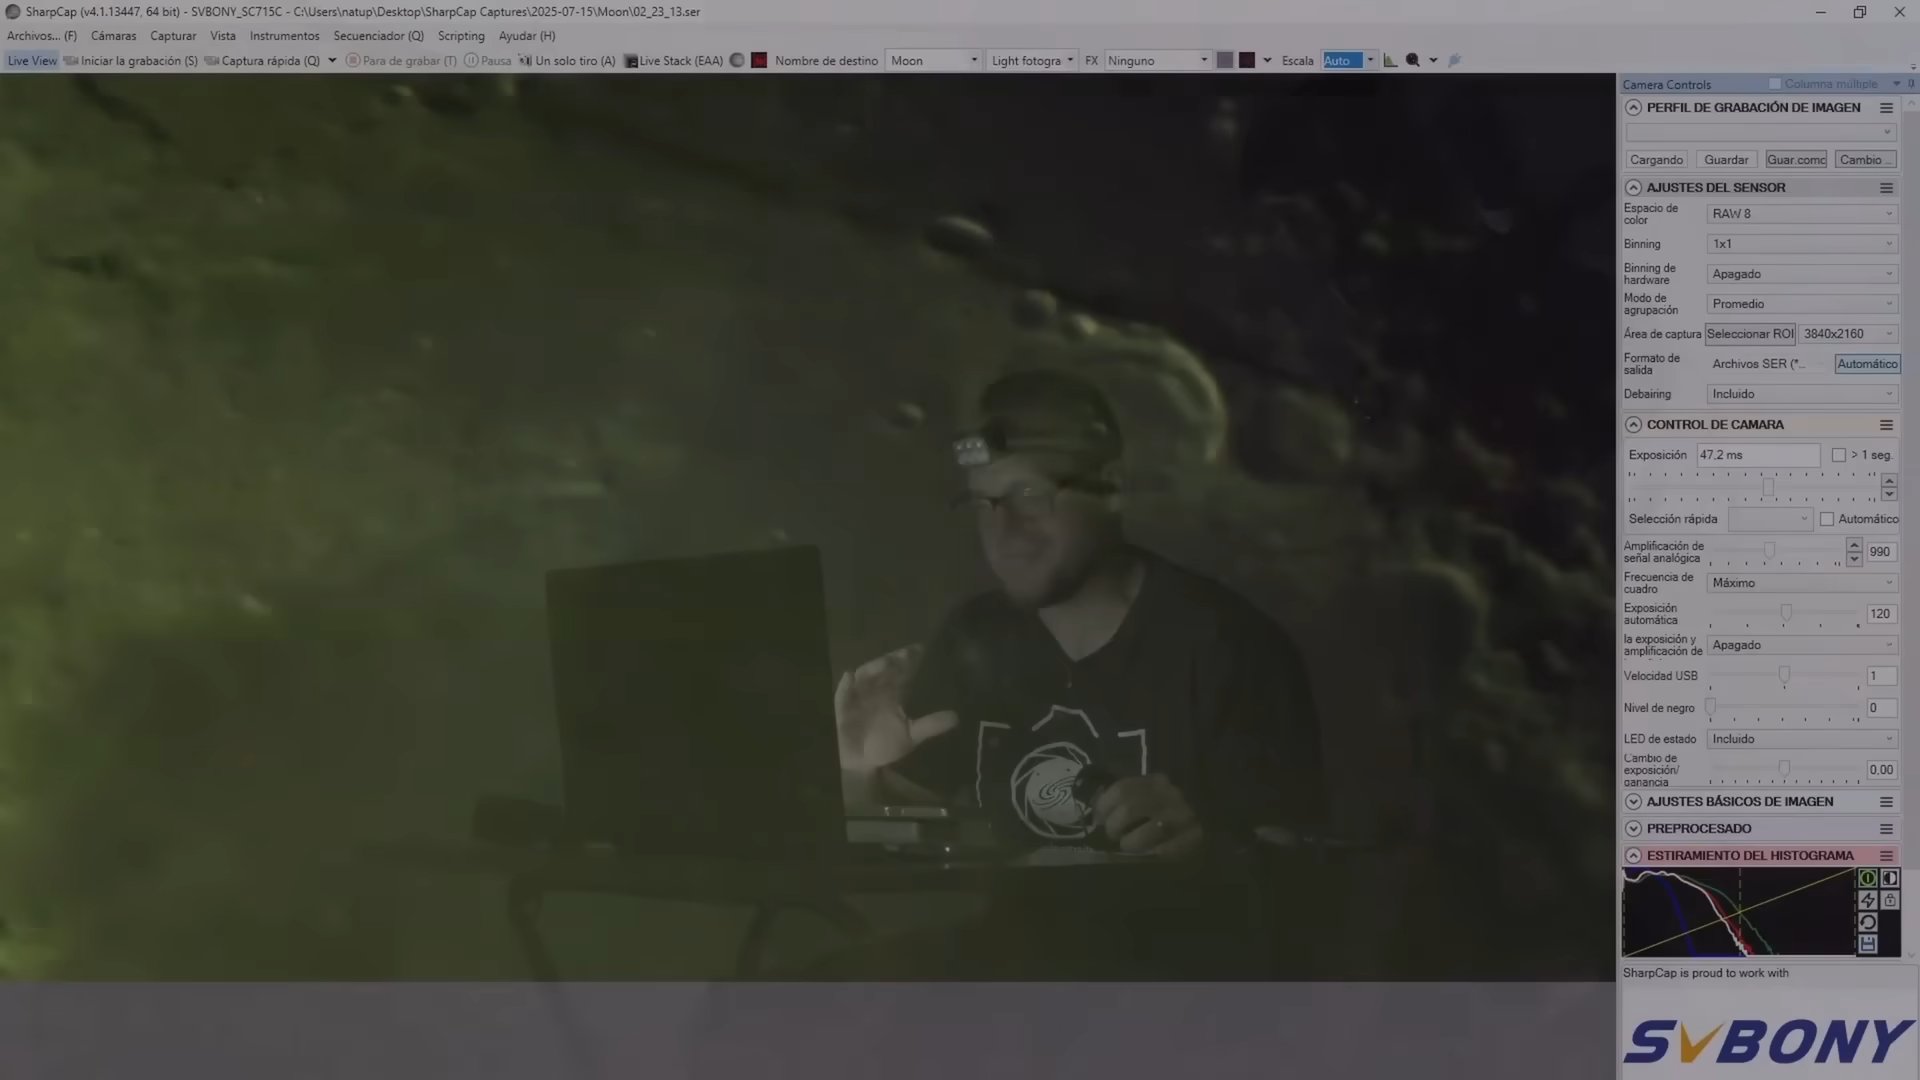 SharpCap (v4.1.13447, 64 bit) - SVBONY_SC715C - C:\Users\natup\Desktop\SharpCap Captures\2025-07-15\Moon\02_23_13.ser
Archivos... (F) Cámaras Capturar Vista Instrumentos Secuenciador (Q) Scripting Ayudar (H)
Live View Iniciar la grabación (S) Captura rápida (Q) Para de grabar (T) Pausa Un solo tiro (A) Live Stack (EAA) Nombre de destino Moon Light fotogra FX Ninguno Escala Auto
Camera Controls Columna múltiple
PERFIL DE GRABACIÓN DE IMAGEN
Cargando Guardar Guar.como Cambio ...
AJUSTES DEL SENSOR
Espacio de color RAW 8
Binning 1x1
Binning de hardware Apagado
Modo de agrupación Promedio
Área de captura Seleccionar ROI 3840x2160
Formato de salida Archivos SER (*... Automático
Debairing Incluido
CONTROL DE CAMARA
Exposición 47,2 ms > 1 seg.
Selección rápida Automático
Amplificación de señal analógica 990
Frecuencia de cuadro Máximo
Exposición automática 120
la exposición y amplificación de Apagado
Velocidad USB 1
Nivel de negro 0
LED de estado Incluido
Cambio de exposición/ ganancia 0,00
AJUSTES BÁSICOS DE IMAGEN
PREPROCESADO
ESTIRAMIENTO DEL HISTOGRAMA
SharpCap is proud to work with
SVBONY